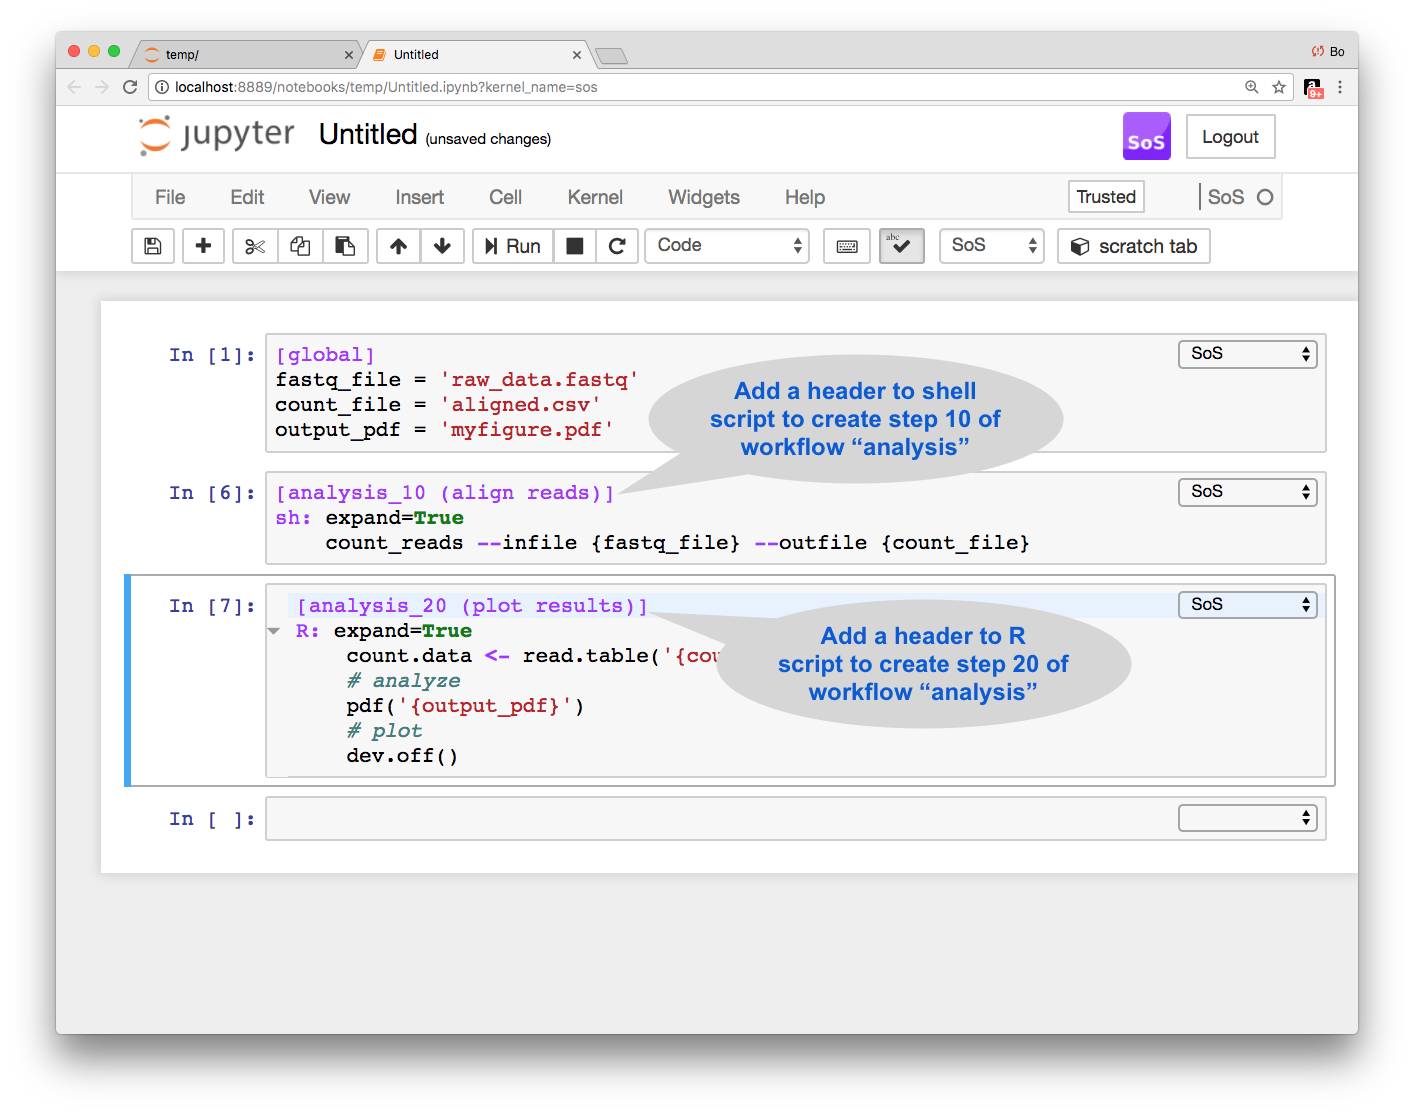 temp/
Untitled
Bo
localhost:8889/notebooks/temp/Untitled.ipynb?kernel_name=sos
a
9+
jupyter Untitled (unsaved changes)
SoS
Logout
File Edit View Insert Cell Kernel Widgets Help
Trusted
SoS
Run
Code
abc
SoS
scratch tab
In [1]:
[global]
SoS
fastq_file = 'raw_data.fastq'
count_file = 'aligned.csv'
output_pdf = 'myfigure.pdf'
Add a header to shell
script to create step 10 of
workflow “analysis”
In [6]:
[analysis_10 (align reads)]
SoS
sh: expand=True
count_reads --infile {fastq_file} --outfile {count_file}
In [7]:
[analysis_20 (plot results)]
SoS
R: expand=True
count.data <- read.table('{cou
# analyze
pdf('{output_pdf}')
# plot
dev.off()
Add a header to R
script to create step 20 of
workflow “analysis”
In [ ]: